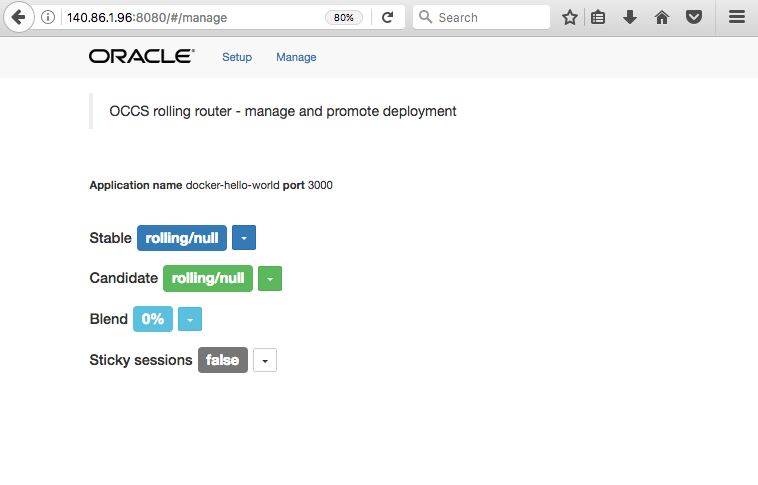 140.86.1.96:8080/#/manage 80% Search
ORACLE® Setup Manage
OCCS rolling router - manage and promote deployment
Application name docker-hello-world port 3000
Stable rolling/null
Candidate rolling/null
Blend 0%
Sticky sessions false